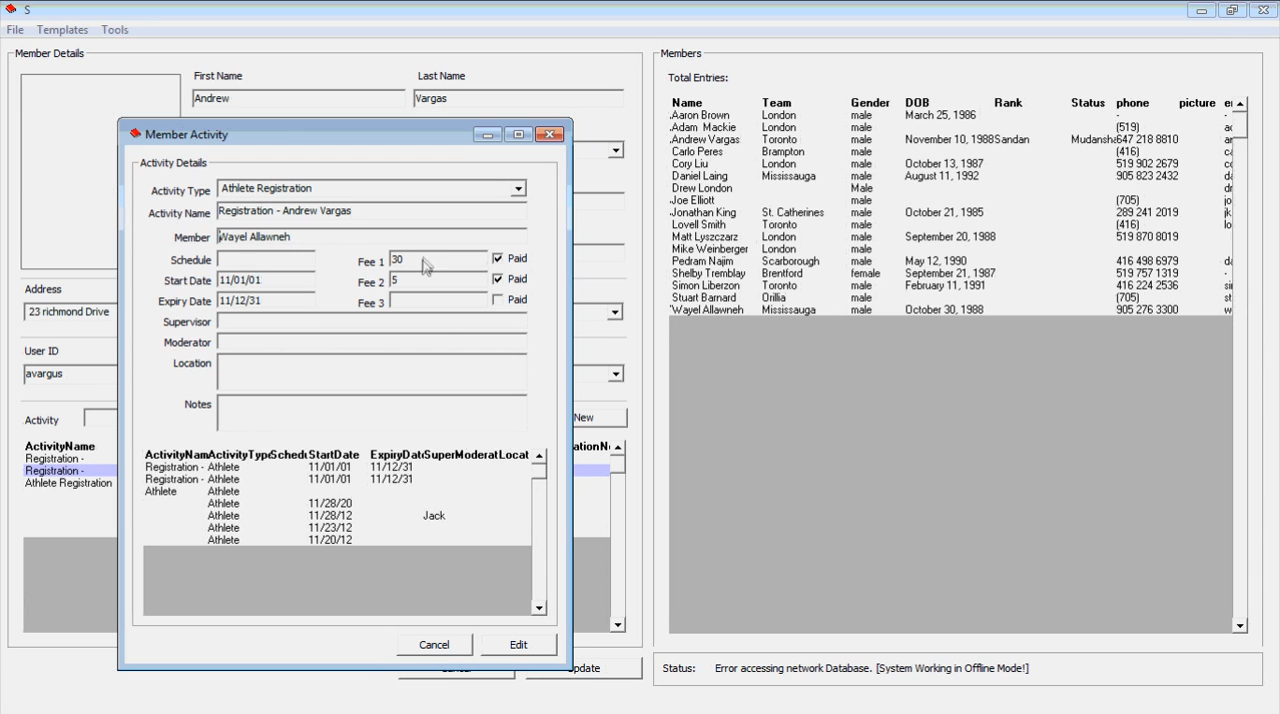 S
File Templates Tools
Member Details
First Name Last Name
Andrew Vargas
Address
23 richmond Drive
User ID
avargus
Activity New
ActivityName
Registration -
Registration -
Athlete Registration
Member Activity
Activity Details
Activity Type Athlete Registration
Activity Name Registration - Andrew Vargas
Member Wayel Allawneh
Schedule Fee 1 30 Paid
Start Date 11/01/01 Fee 2 5 Paid
Expiry Date 11/12/31 Fee 3 Paid
Supervisor
Moderator
Location
Notes
ActivityNam ActivityType Schedu StartDate ExpiryDate Super Moderat Locat
Registration - Athlete 11/01/01 11/12/31
Registration - Athlete 11/01/01 11/12/31
Athlete Athlete
Athlete 11/28/20
Athlete 11/28/12 Jack
Athlete 11/23/12
Athlete 11/20/12
Cancel Edit
Update
Members
Total Entries:
Name Team Gender DOB Rank Status phone picture
Aaron Brown London male March 25, 1986 -
Adam Mackie London male (519)
Andrew Vargas Toronto male November 10, 1988 Sandan Mudansha 647 218 8810
Carlo Peres Brampton male (416)
Cory Liu London male October 13, 1987 519 902 2679
Daniel Laing Mississauga male August 11, 1992 905 823 2432
Drew London Male
Joe Elliott male (705)
Jonathan King St. Catherines male October 21, 1985 289 241 2019
Lovell Smith Toronto male (416)
Matt Lyszczarz London male September 20, 1988 519 870 8019
Mike Weinberger London male
Pedram Najim Scarborough male May 12, 1990 416 498 6979
Shelby Tremblay Brentford female September 21, 1987 519 757 1319
Simon Liberzon Toronto male February 11, 1991 416 224 2536
Stuart Barnard Orillia male (705)
Wayel Allawneh Mississauga male October 30, 1988 905 276 3300
Status: Error accessing network Database. [System Working in Offline Mode!]